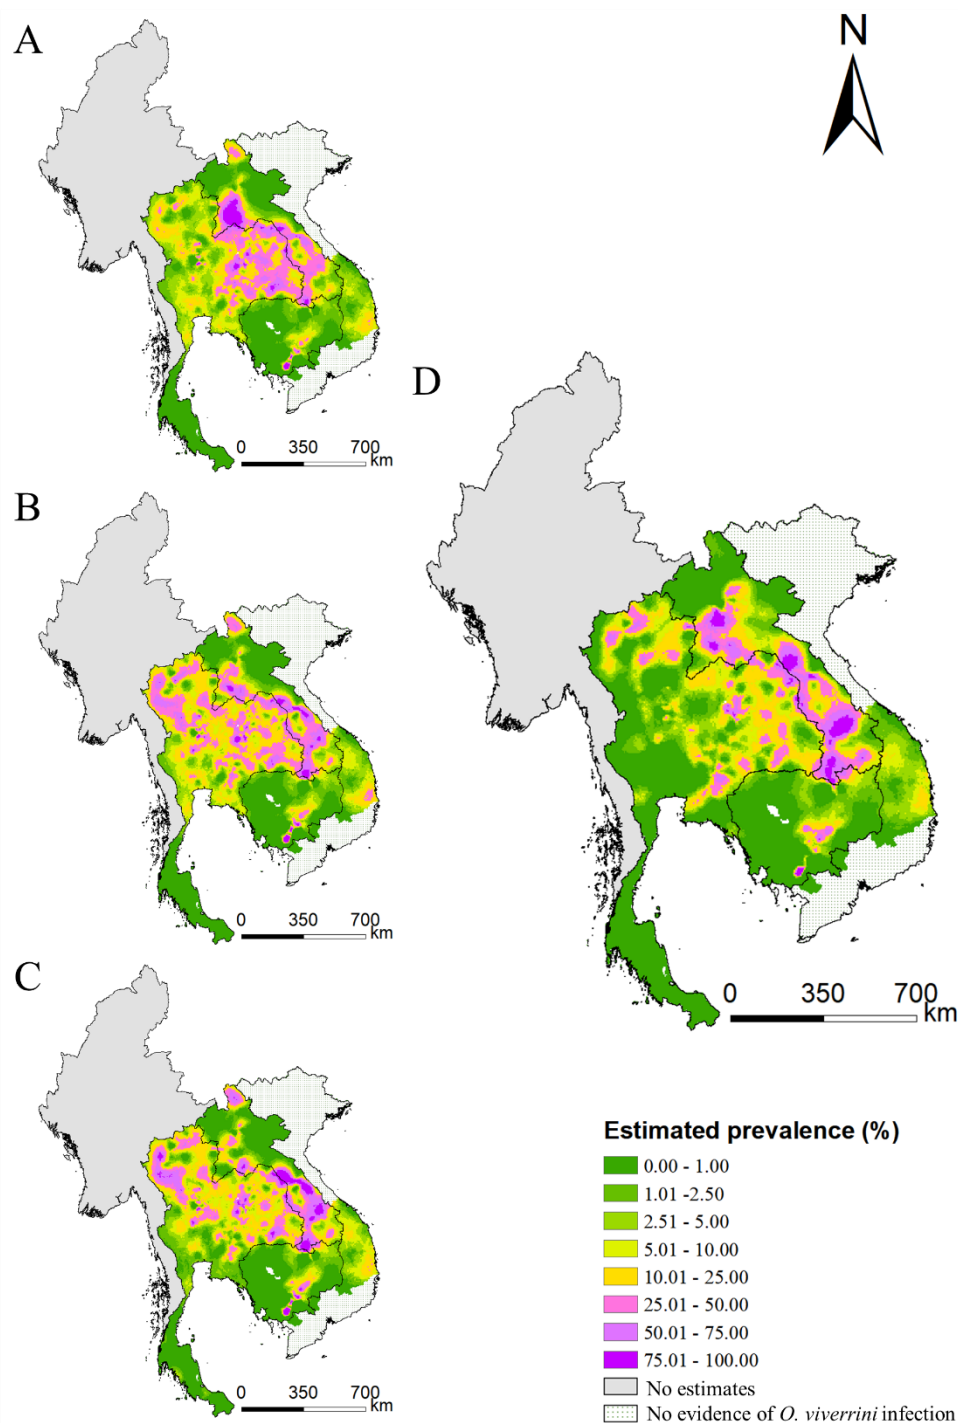 A
N
0 350 700
km
B
D
0 350 700
km
C
0 350 700
km
0 350 700
km
Estimated prevalence (%)
0.00 - 1.00
1.01 -2.50
2.51 - 5.00
5.01 - 10.00
10.01 - 25.00
25.01 - 50.00
50.01 - 75.00
75.01 - 100.00
No estimates
No evidence of O. viverrini infection